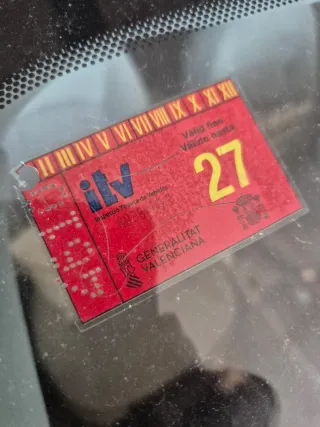 II III IV V VI VII VIII IX X XI XII
Vàlid fins
Válido hasta
27
itv
GENERALITAT
VALENCIANA